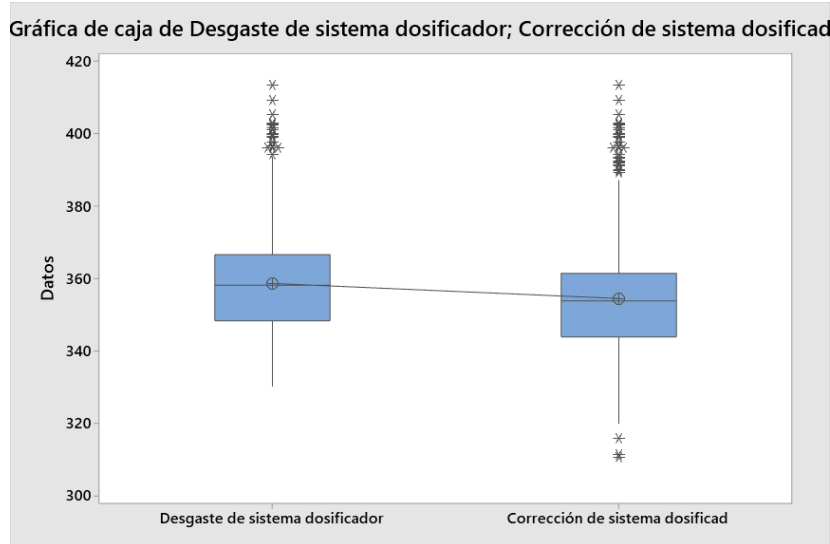 Gráfica de caja de Desgaste de sistema dosificador; Corrección de sistema dosificad
420
400
380
360
340
320
300
Datos
Desgaste de sistema dosificador
Corrección de sistema dosificad